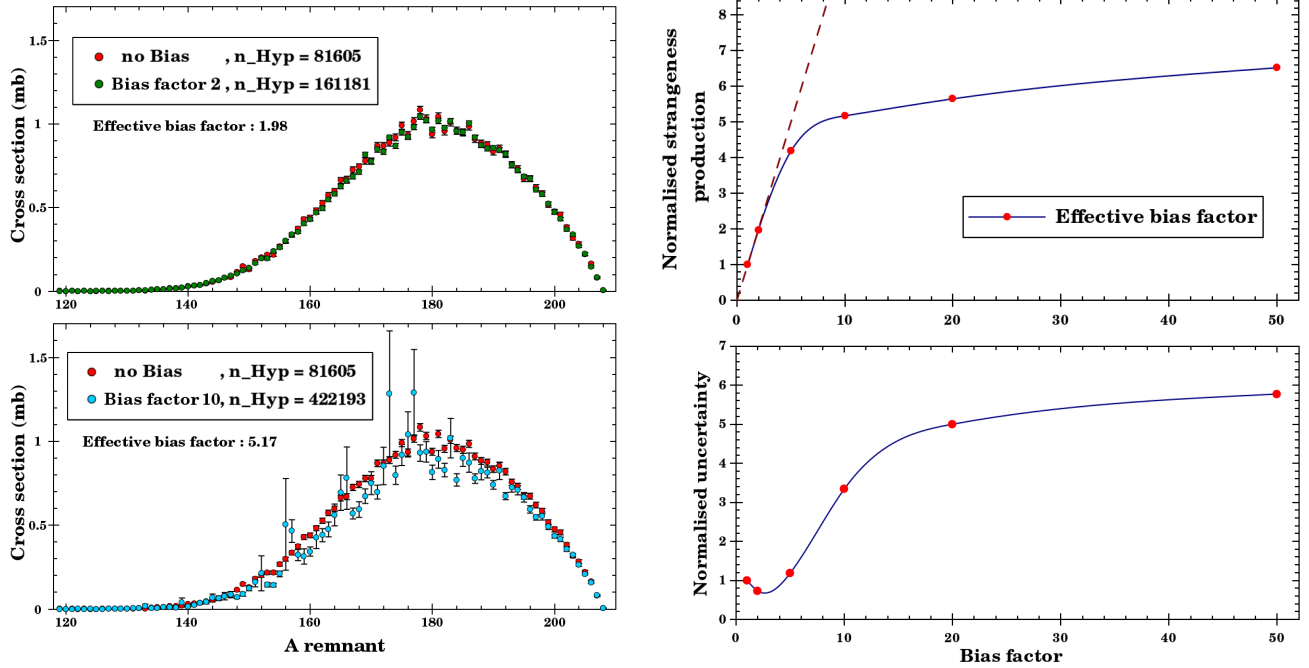 1.5
1
0.5
0
Cross section (mb)
no Bias , n_Hyp = 81605
Bias factor 2 , n_Hyp = 161181
Effective bias factor : 1.98
120 140 160 180 200
1.5
1
0.5
0
Cross section (mb)
no Bias , n_Hyp = 81605
Bias factor 10, n_Hyp = 422193
Effective bias factor : 5.17
120 140 160 180 200
A remnant
8
7
6
5
4
3
2
1
0
Normalised strangeness
production
Effective bias factor
0 10 20 30 40 50
7
6
5
4
3
2
1
0
Normalised uncertainty
0 10 20 30 40 50
Bias factor